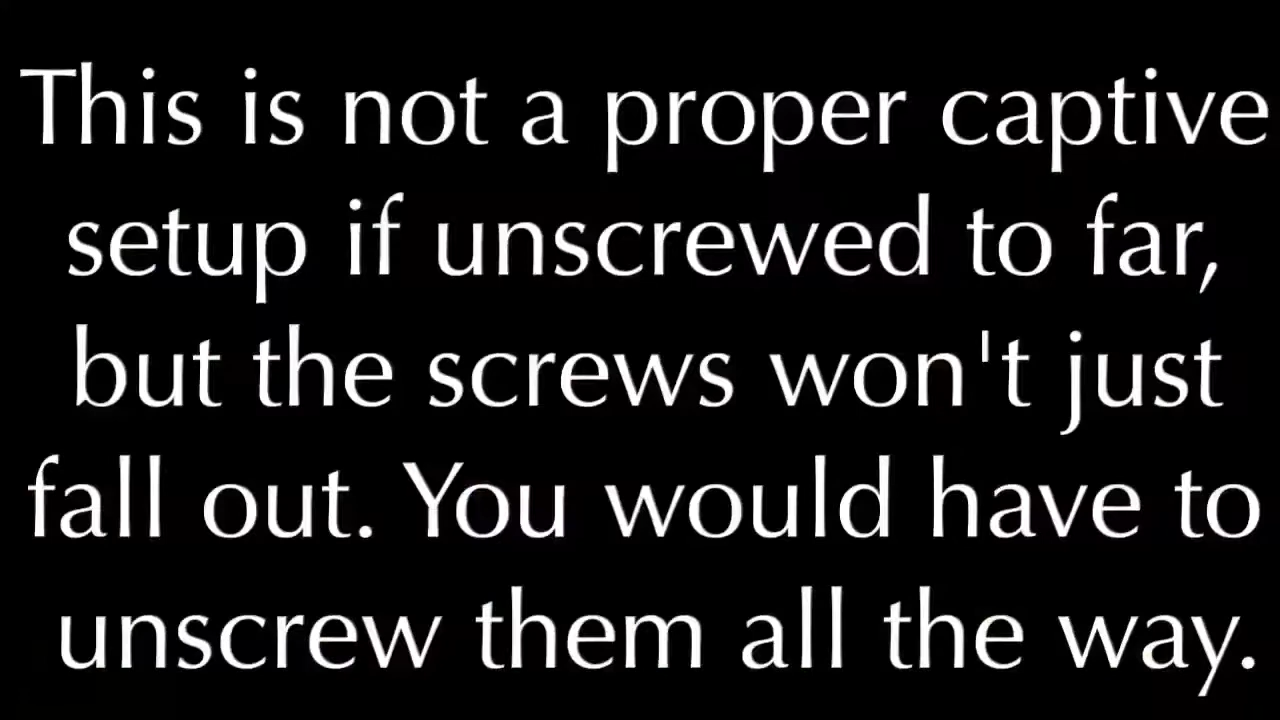 This is not a proper captive
setup if unscrewed to far,
but the screws won't just
fall out. You would have to
unscrew them all the way.